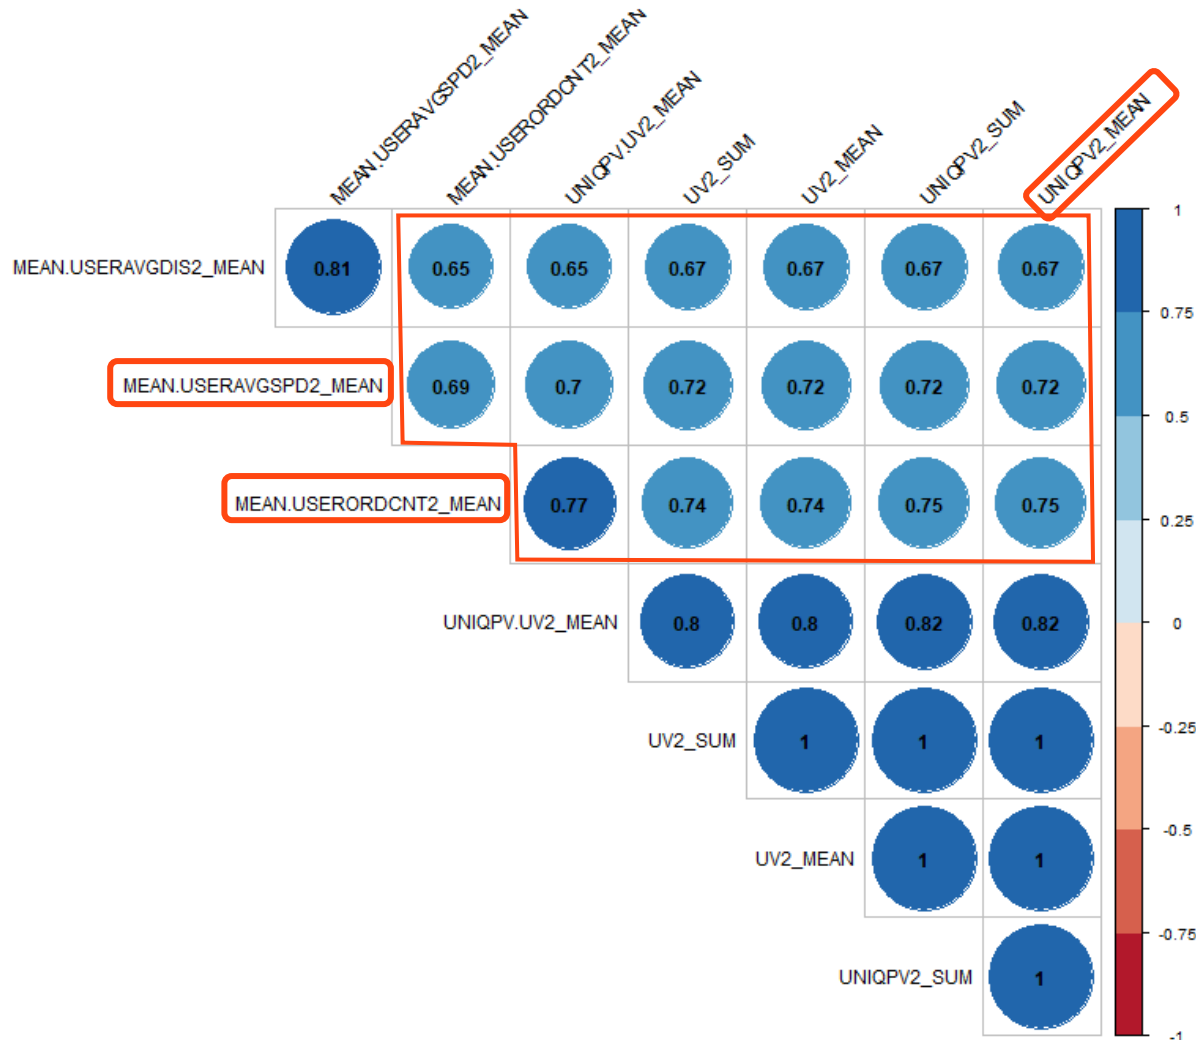 MEAN.USERAVGSPD2_MEAN
MEAN.USERORDCNT2_MEAN
UNIQPV.UV2_MEAN
UV2_SUM
UV2_MEAN
UNIQPV2_SUM
UNIQPV2_MEAN
MEAN.USERAVGDIS2_MEAN 0.81 0.65 0.65 0.67 0.67 0.67 0.67
MEAN.USERAVGSPD2_MEAN 0.69 0.7 0.72 0.72 0.72 0.72
MEAN.USERORDCNT2_MEAN 0.77 0.74 0.74 0.75 0.75
UNIQPV.UV2_MEAN 0.8 0.8 0.82 0.82
UV2_SUM 1 1 1
UV2_MEAN 1 1
UNIQPV2_SUM 1
1
0.75
0.5
0.25
0
-0.25
-0.5
-0.75
-1